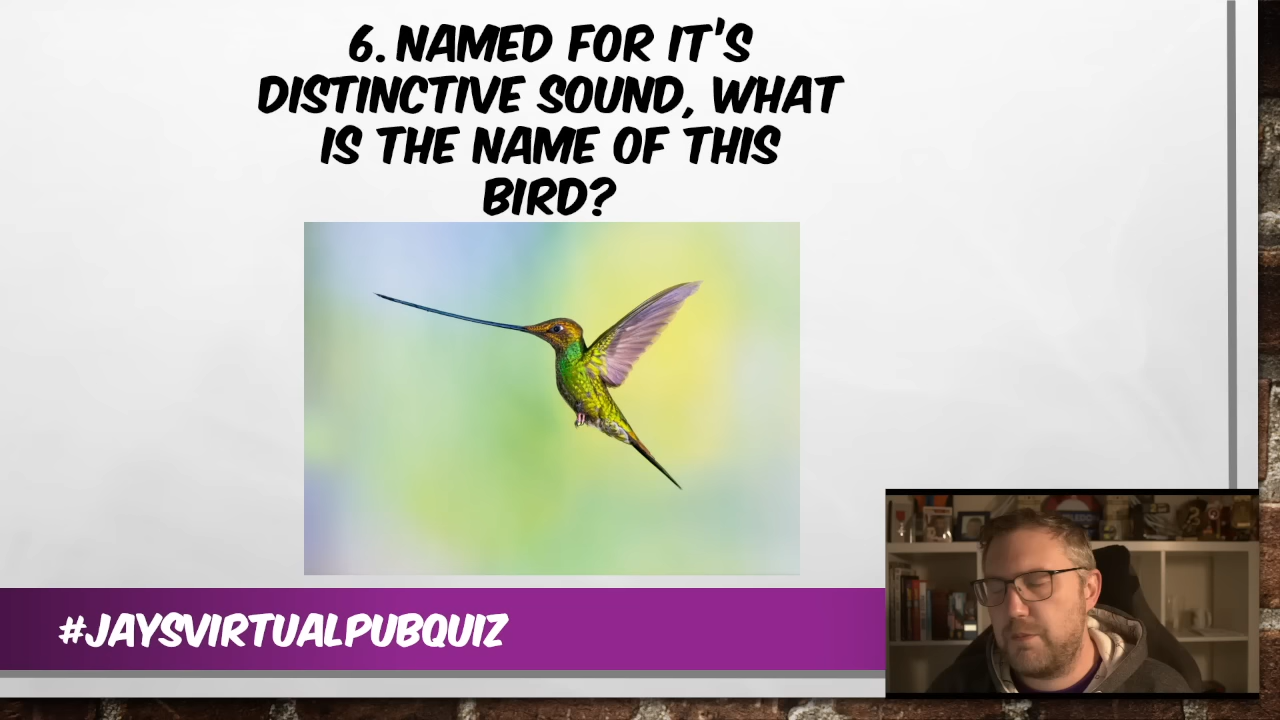 6. NAMED FOR IT'S
DISTINCTIVE SOUND, WHAT
IS THE NAME OF THIS
BIRD?
#JAYSVIRTUALPUBQUIZ